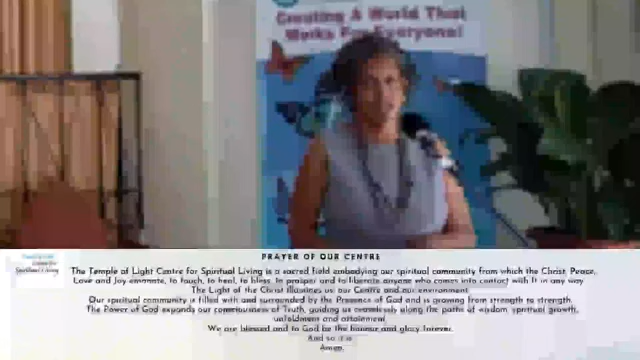 Creating A World That
Works For Everyone!
PRAYER OF OUR CENTRE
The Temple of Light Centre for Spiritual Living is a sacred field embodying our spiritual community from which the Christ, Peace,
Love and Joy emanate, to touch, to heal, to bless, to prosper and to liberate anyone who comes into contact with it in any way
The Light of the Christ illumines us our Centre and our environment
Our spiritual community is filled with and surrounded by the Presence of God and is growing from strength to strength.
The Power of God expands our consciousness of Truth, guiding us seamlessly along the paths of wisdom, spiritual growth,
unfoldment and attainment
We are blessed and to God be the honour and glory forever.
And so it is
Amen.
Spiritual Living